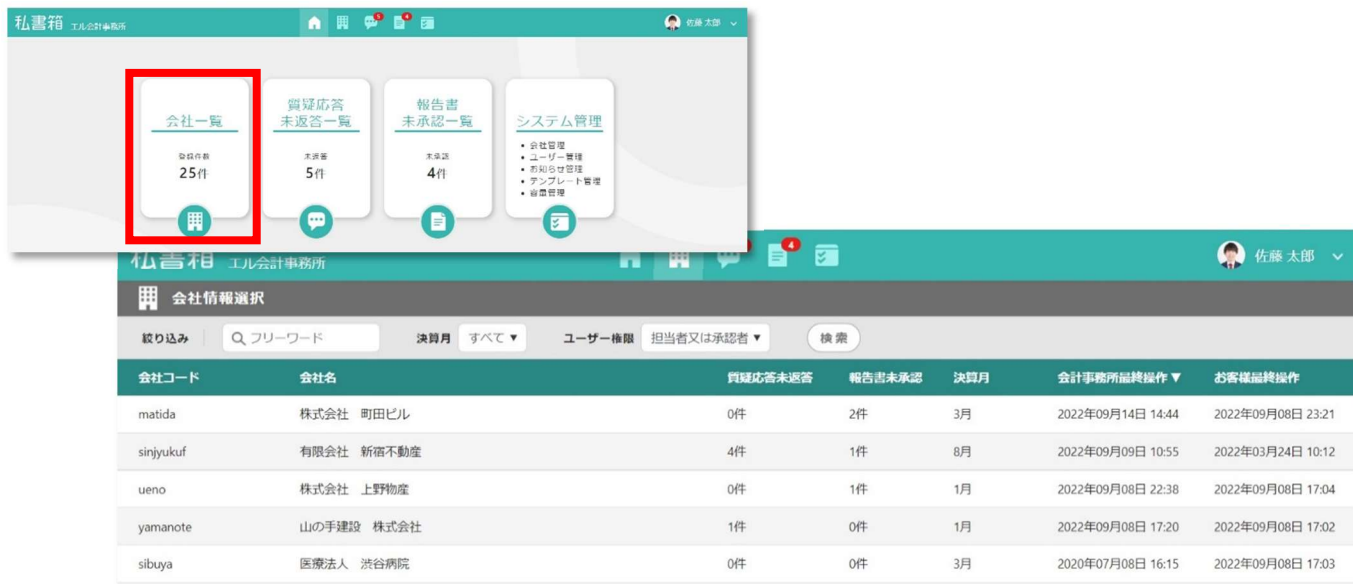 私書箱 エル会計事務所 5 4 佐藤 太郎
会社一覧
登録件数
25件
質疑応答
未返答一覧
未返答
5件
報告書
未承認一覧
未承認
4件
システム管理
• 会社管理
• ユーザー管理
• お知らせ管理
• テンプレート管理
• 容量管理
私書箱 エル会計事務所 4 佐藤 太郎
会社情報選択
絞り込み フリーワード 決算月 すべて ▼ ユーザー権限 担当者又は承認者 ▼ 検索
会社コード 会社名 質疑応答未返答 報告書未承認 決算月 会計事務所最終操作 ▼ お客様最終操作
matida 株式会社 町田ビル 0件 2件 3月 2022年09月14日 14:44 2022年09月08日 23:21
sinjyukuf 有限会社 新宿不動産 4件 1件 8月 2022年09月09日 10:55 2022年03月24日 10:12
ueno 株式会社 上野物産 0件 1件 1月 2022年09月08日 22:38 2022年09月08日 17:04
yamanote 山の手建設 株式会社 1件 0件 1月 2022年09月08日 17:20 2022年09月08日 17:02
sibuya 医療法人 渋谷病院 0件 0件 3月 2020年07月08日 16:15 2022年09月08日 17:03